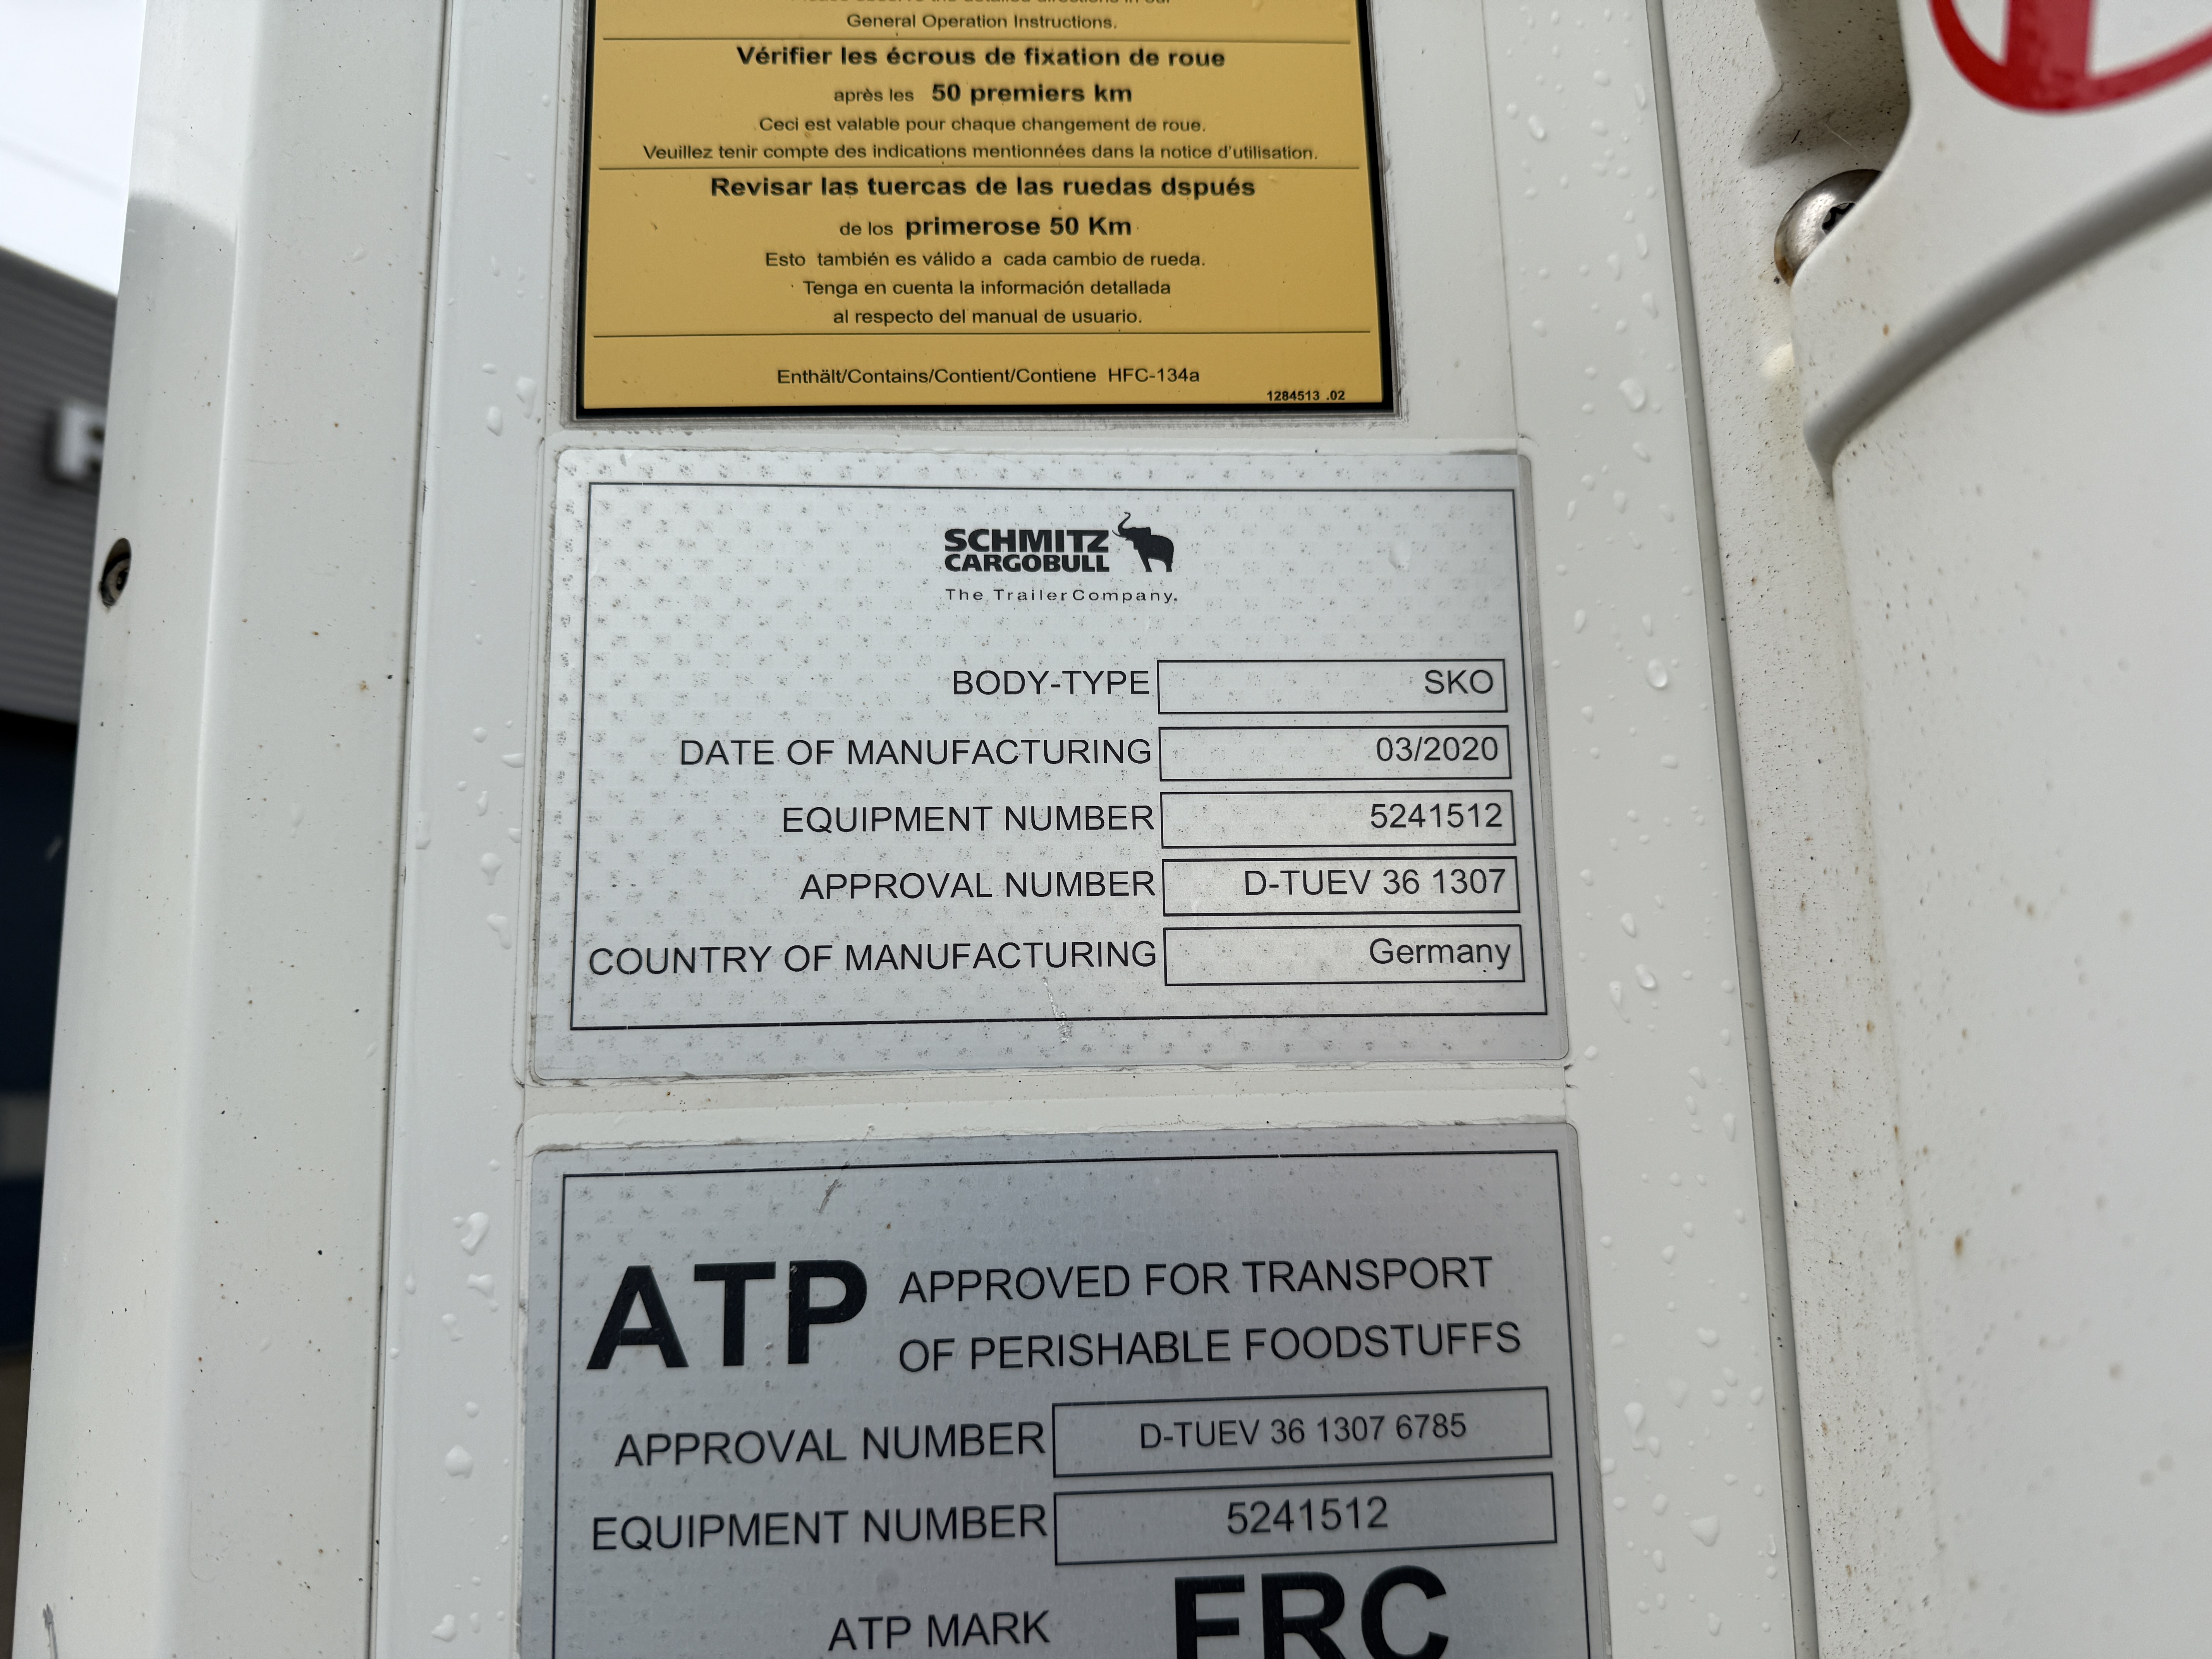 General Operation Instructions.
Vérifier les écrous de fixation de roue
après les 50 premiers km
Ceci est valable pour chaque changement de roue.
Veuillez tenir compte des indications mentionnées dans la notice d'utilisation.
Revisar las tuercas de las ruedas dspués
de los primerose 50 Km
Esto también es válido a cada cambio de rueda.
Tenga en cuenta la información detallada
al respecto del manual de usuario.
Enthält/Contains/Contient/Contiene HFC-134a
1284513 .02
SCHMITZ
CARGOBULL
The Trailer Company.
BODY-TYPE SKO
DATE OF MANUFACTURING 03/2020
EQUIPMENT NUMBER 5241512
APPROVAL NUMBER D-TUEV 36 1307
COUNTRY OF MANUFACTURING Germany
ATP APPROVED FOR TRANSPORT
OF PERISHABLE FOODSTUFFS
APPROVAL NUMBER D-TUEV 36 1307 6785
EQUIPMENT NUMBER 5241512
ATP MARK FRC